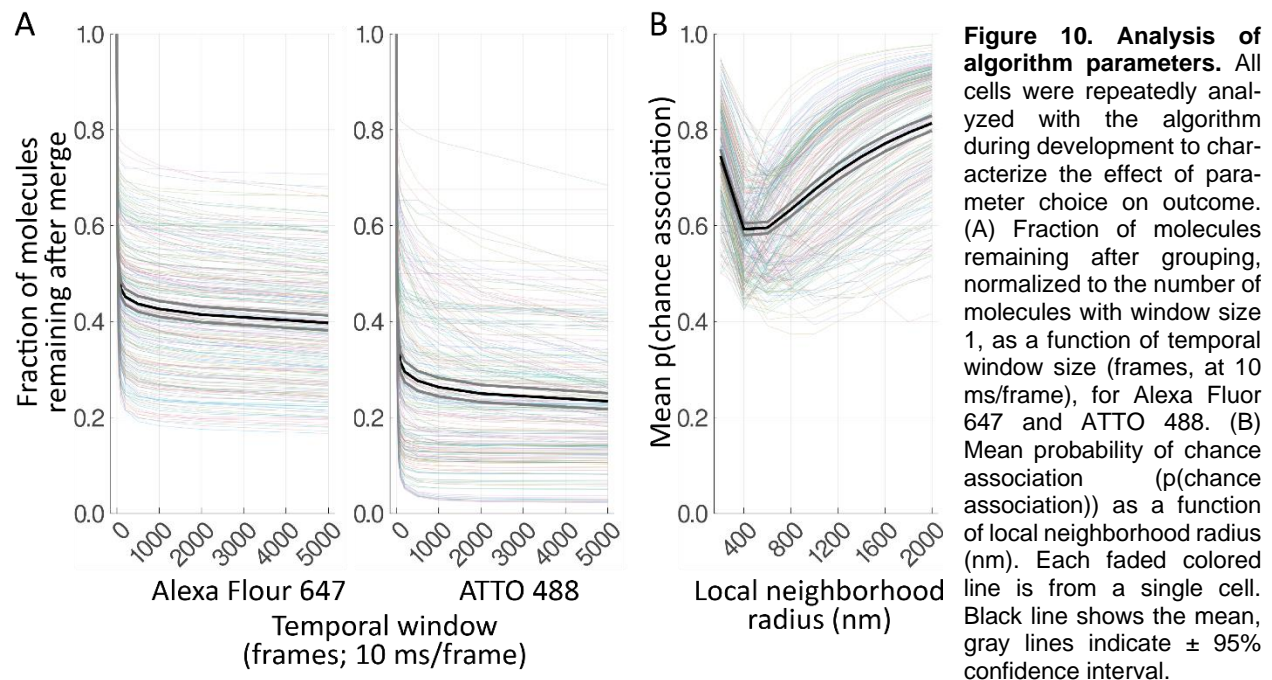 A
Fraction of molecules
remaining after merge
1.0
0.8
0.6
0.4
0.2
0.0
0
1000
2000
3000
4000
5000
Alexa Flour 647
1.0
0.8
0.6
0.4
0.2
0.0
0
1000
2000
3000
4000
5000
ATTO 488
Temporal window
(frames; 10 ms/frame)
B
Mean p(chance association)
1.0
0.8
0.6
0.4
0.2
0.0
400
800
1200
1600
2000
Local neighborhood
radius (nm)
Figure 10. Analysis of
algorithm parameters. All
cells were repeatedly anal-
yzed with the algorithm
during development to char-
acterize the effect of para-
meter choice on outcome.
(A) Fraction of molecules
remaining after grouping,
normalized to the number of
molecules with window size
1, as a function of temporal
window size (frames, at 10
ms/frame), for Alexa Fluor
647 and ATTO 488. (B)
Mean probability of chance
association (p(chance
association)) as a function
of local neighborhood radius
(nm). Each faded colored
line is from a single cell.
Black line shows the mean,
gray lines indicate ± 95%
confidence interval.